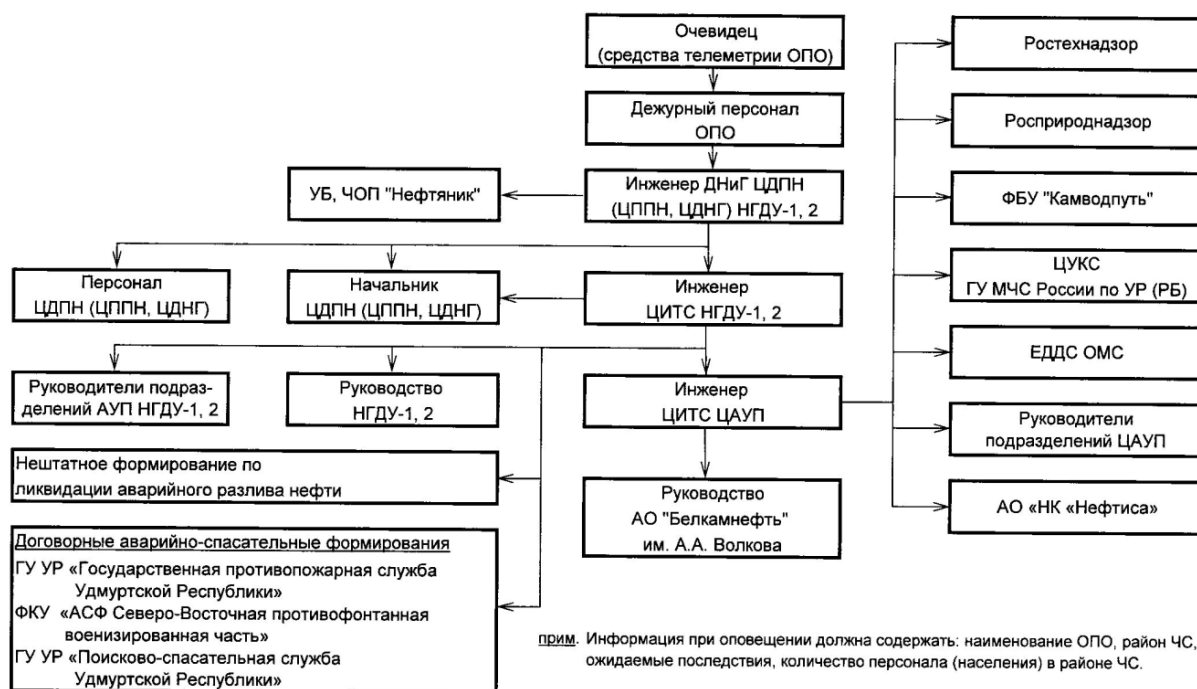 Очевидец
(средства телеметрии ОПО)
Дежурный персонал
ОПО
УБ, ЧОП "Нефтяник"
Инженер ДНиГ ЦДПН
(ЦППН, ЦДНГ) НГДУ-1, 2
Персонал
ЦДПН (ЦППН, ЦДНГ)
Начальник
ЦДПН (ЦППН, ЦДНГ)
Инженер
ЦИТС НГДУ-1, 2
Руководители подраз-
делений АУП НГДУ-1, 2
Руководство
НГДУ-1, 2
Инженер
ЦИТС ЦАУП
Нештатное формирование по
ликвидации аварийного разлива нефти
Руководство
АО "Белкамнефть"
им. А.А. Волкова
Договорные аварийно-спасательные формирования
ГУ УР «Государственная противопожарная служба
Удмуртской Республики»
ФКУ «АСФ Северо-Восточная противофонтанная
военизированная часть»
ГУ УР «Поисково-спасательная служба
Удмуртской Республики»
Ростехнадзор
Росприроднадзор
ФБУ "Камводпуть"
ЦУКС
ГУ МЧС России по УР (РБ)
ЕДДС ОМС
Руководители
подразделений ЦАУП
АО «НК «Нефтиса»
прим. Информация при оповещении должна содержать: наименование ОПО, район ЧС,
ожидаемые последствия, количество персонала (населения) в районе ЧС.